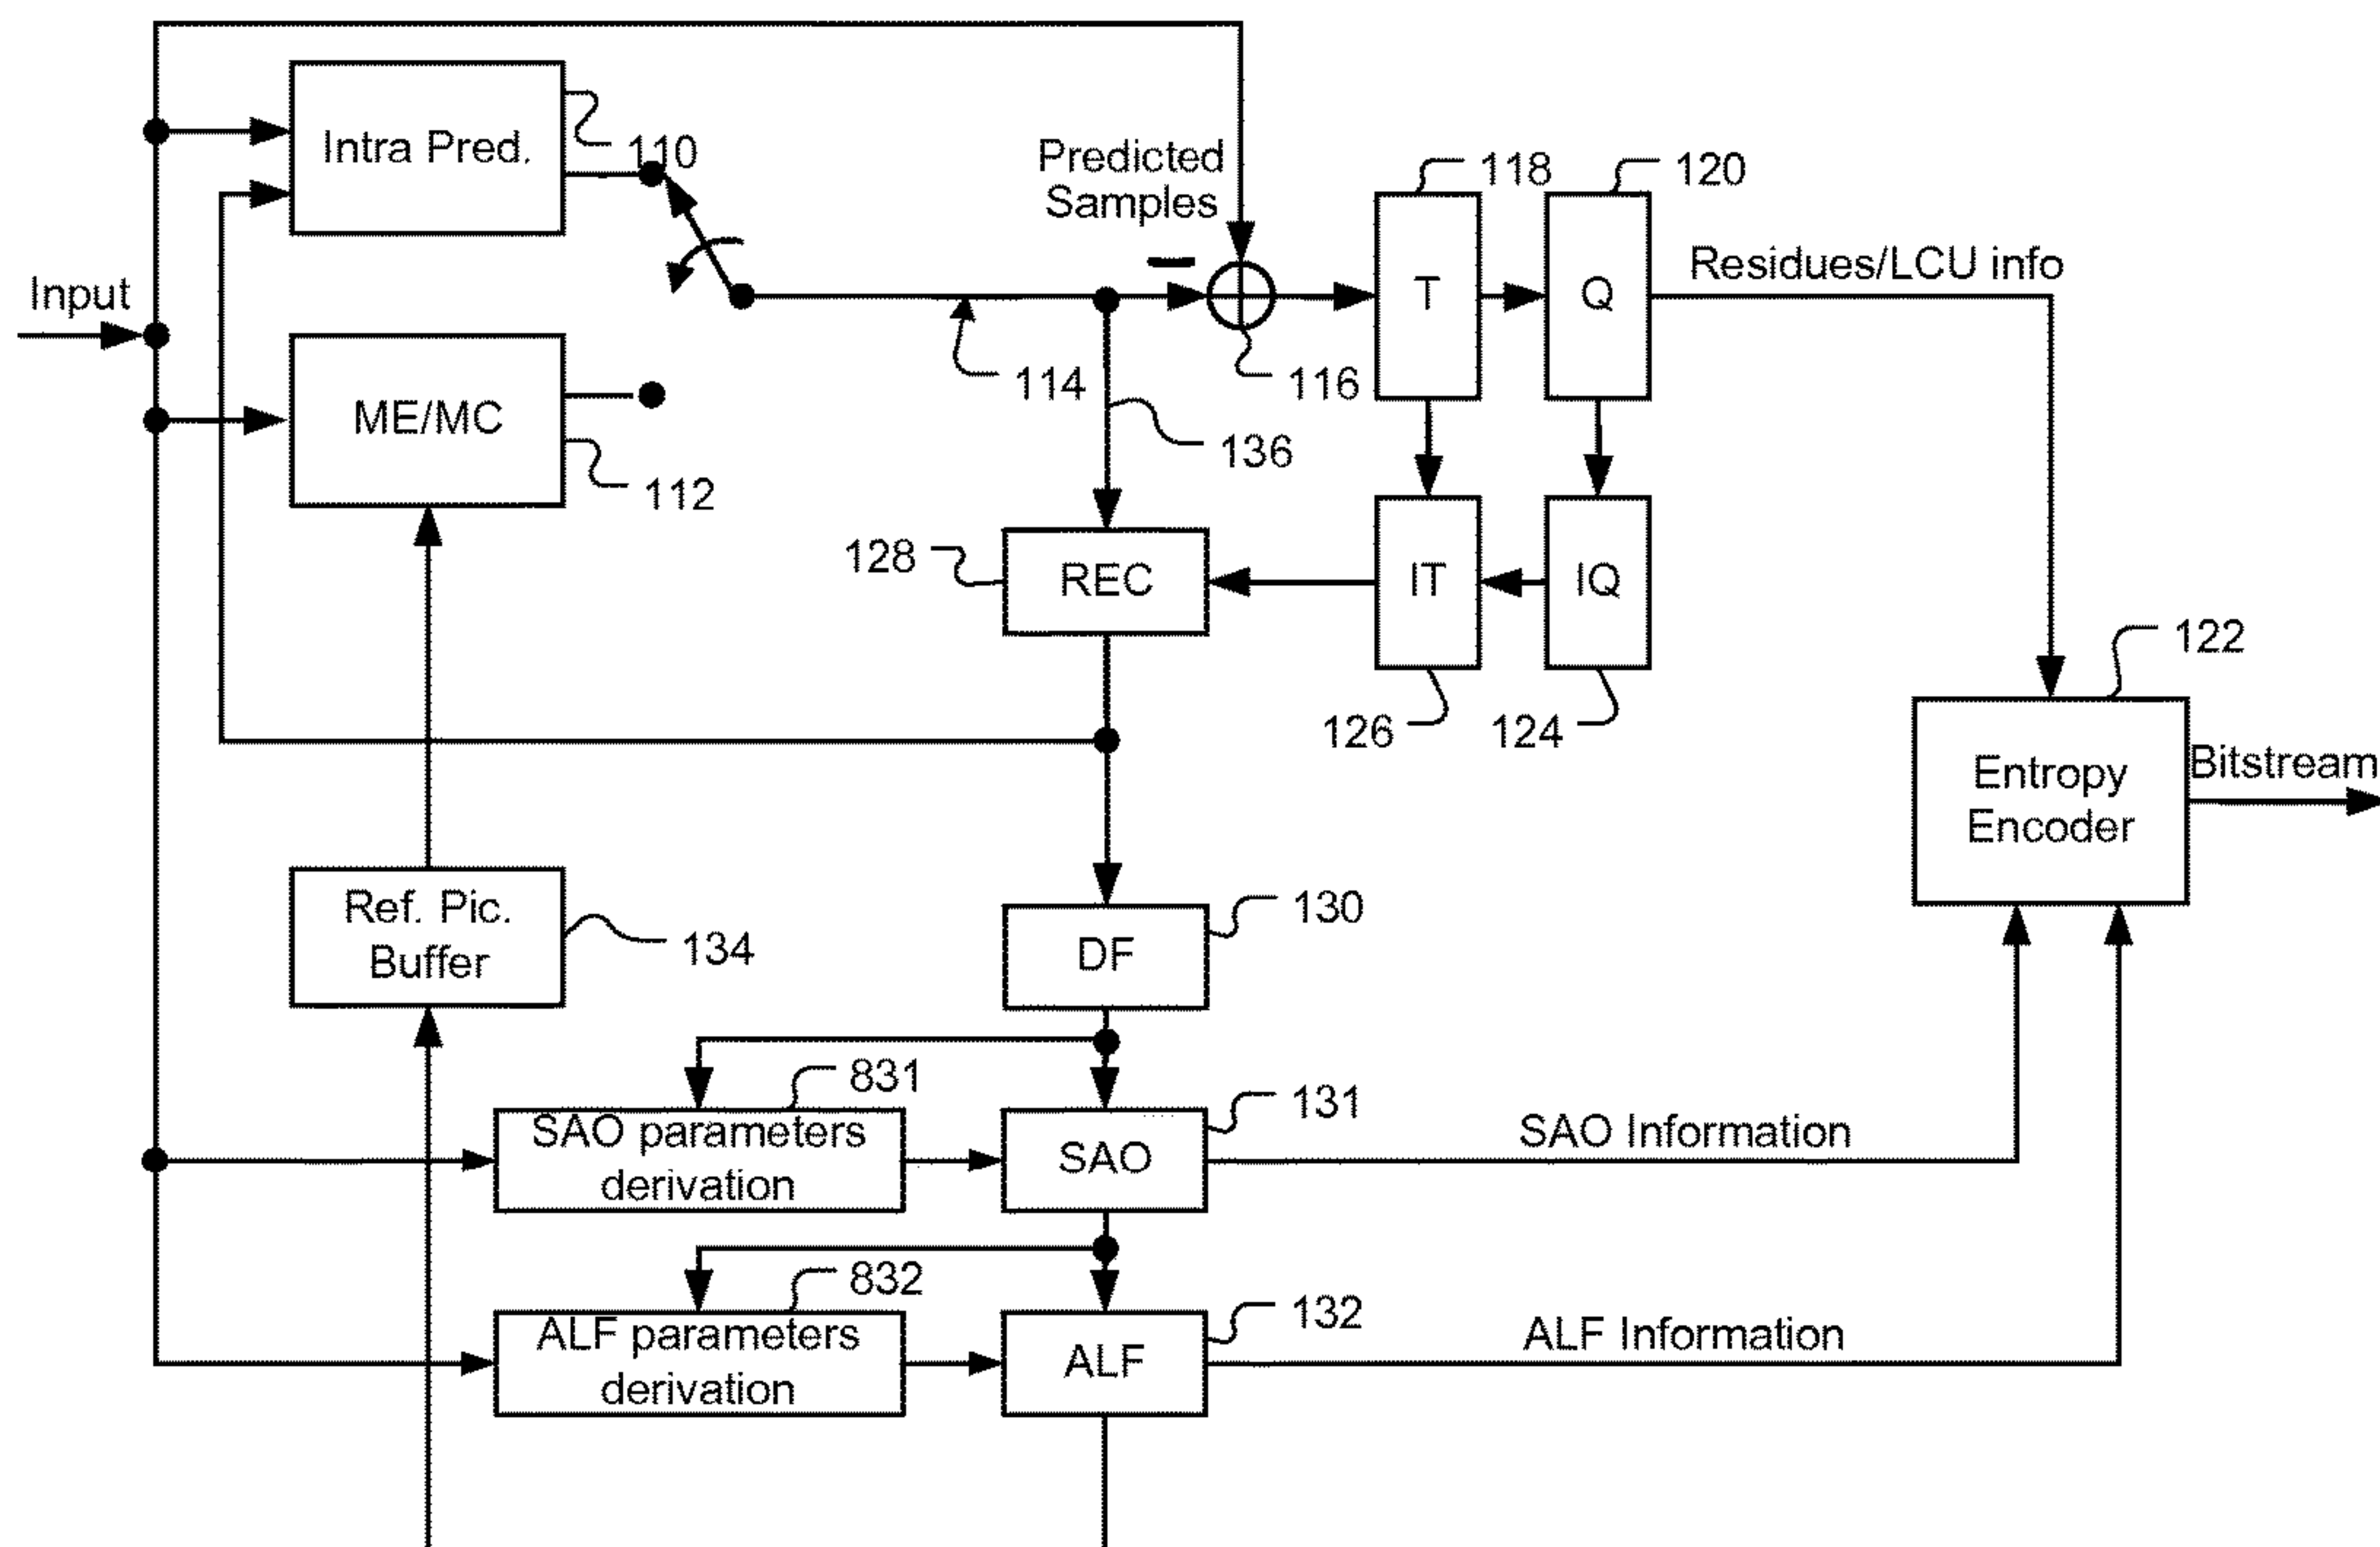 Intra Pred.
110
Predicted
Samples
118
120
Input
T
Q
Residues/LCU info
114
116
ME/MC
136
112
128
REC
IT
IQ
122
126
124
Entropy
Encoder
Bitstream
Ref. Pic.
Buffer
134
130
DF
831
131
SAO parameters
derivation
SAO
SAO Information
832
132
ALF parameters
derivation
ALF
ALF Information